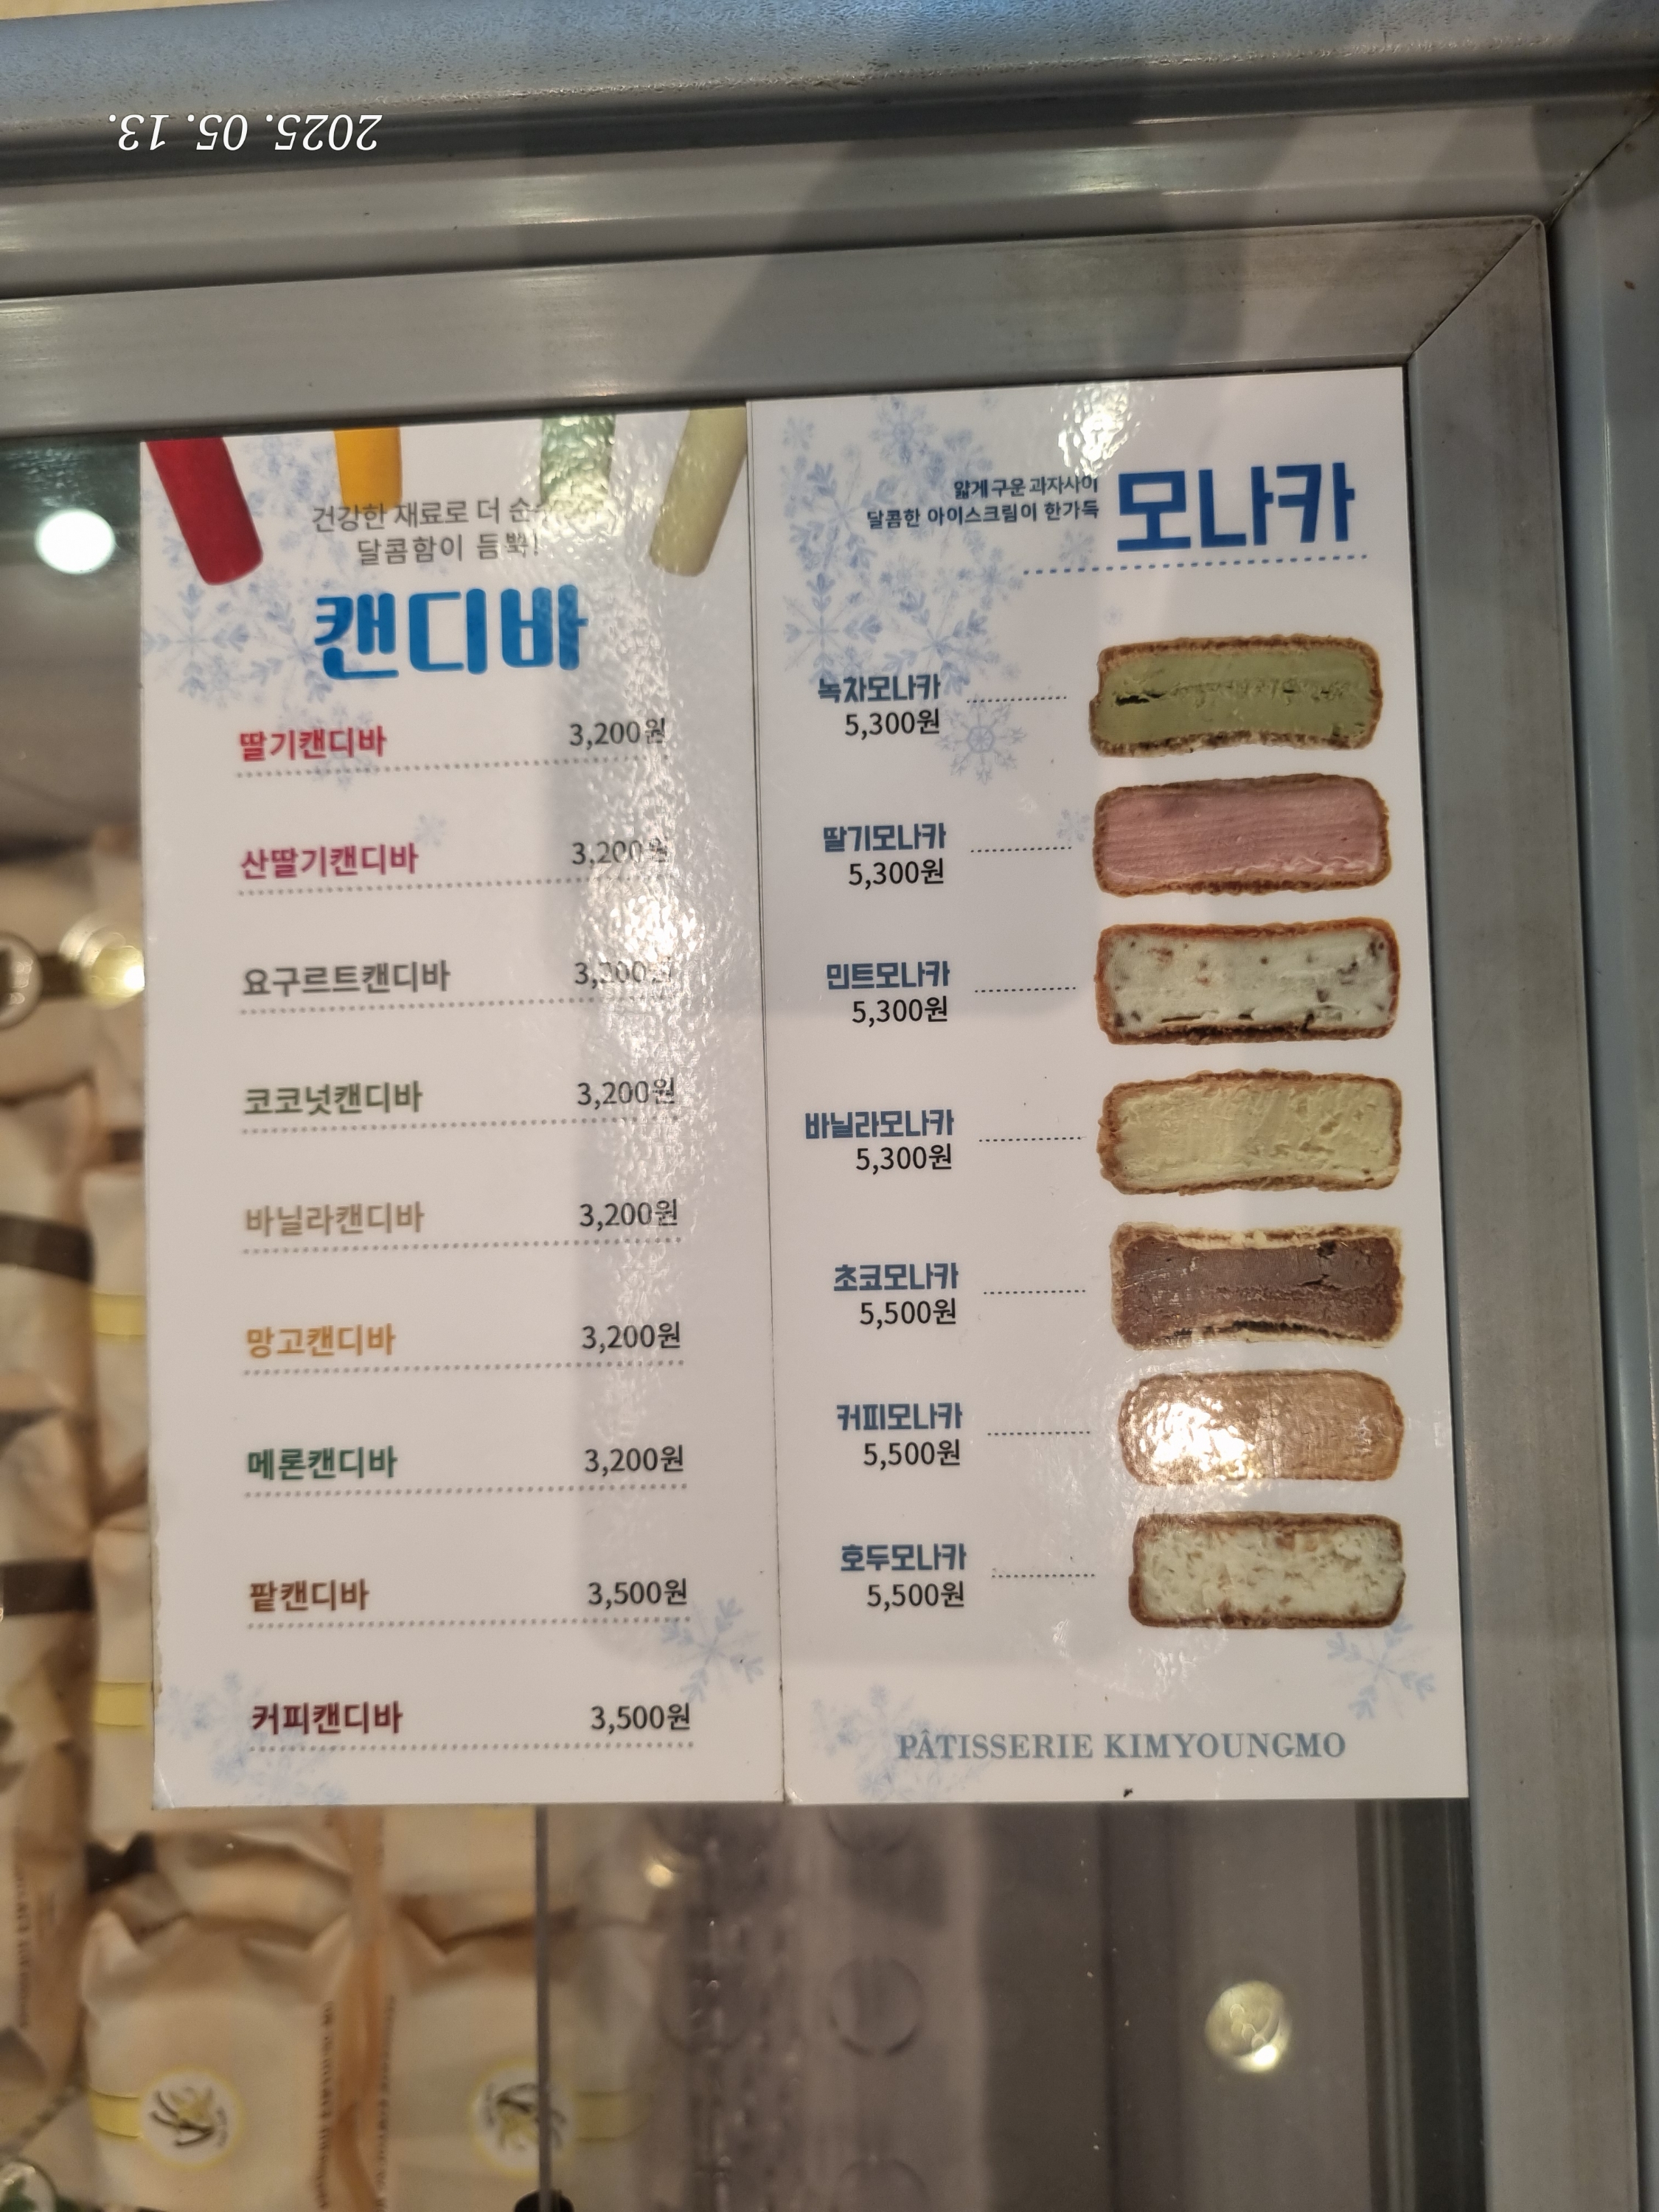 2025. 05. 13.
건강한 재료로 더
달콤함이 듬뿍!
캔디바
딸기캔디바 3,200원
산딸기캔디바 3,200원
요구르트캔디바 3,200원
코코넛캔디바 3,200원
바닐라캔디바 3,200원
망고캔디바 3,200원
메론캔디바 3,200원
팥캔디바 3,500원
커피캔디바 3,500원
얇게 구운 과자사이
달콤한 아이스크림이 한가득
모나카
녹차모나카
5,300원
딸기모나카
5,300원
민트모나카
5,300원
바닐라모나카
5,300원
초코모나카
5,500원
커피모나카
5,500원
호두모나카
5,500원
PÂTISSERIE KIMYOUNGMO